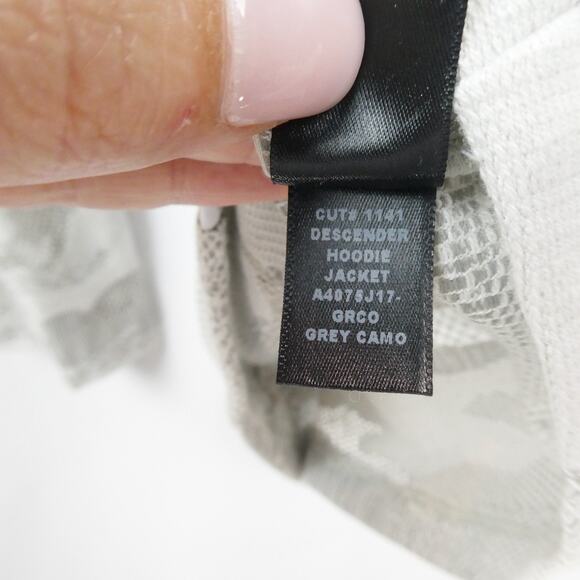 CUT# 1141
DESCENDER
HOODIE
JACKET
A4075J17-
GRCO
GREY CAMO